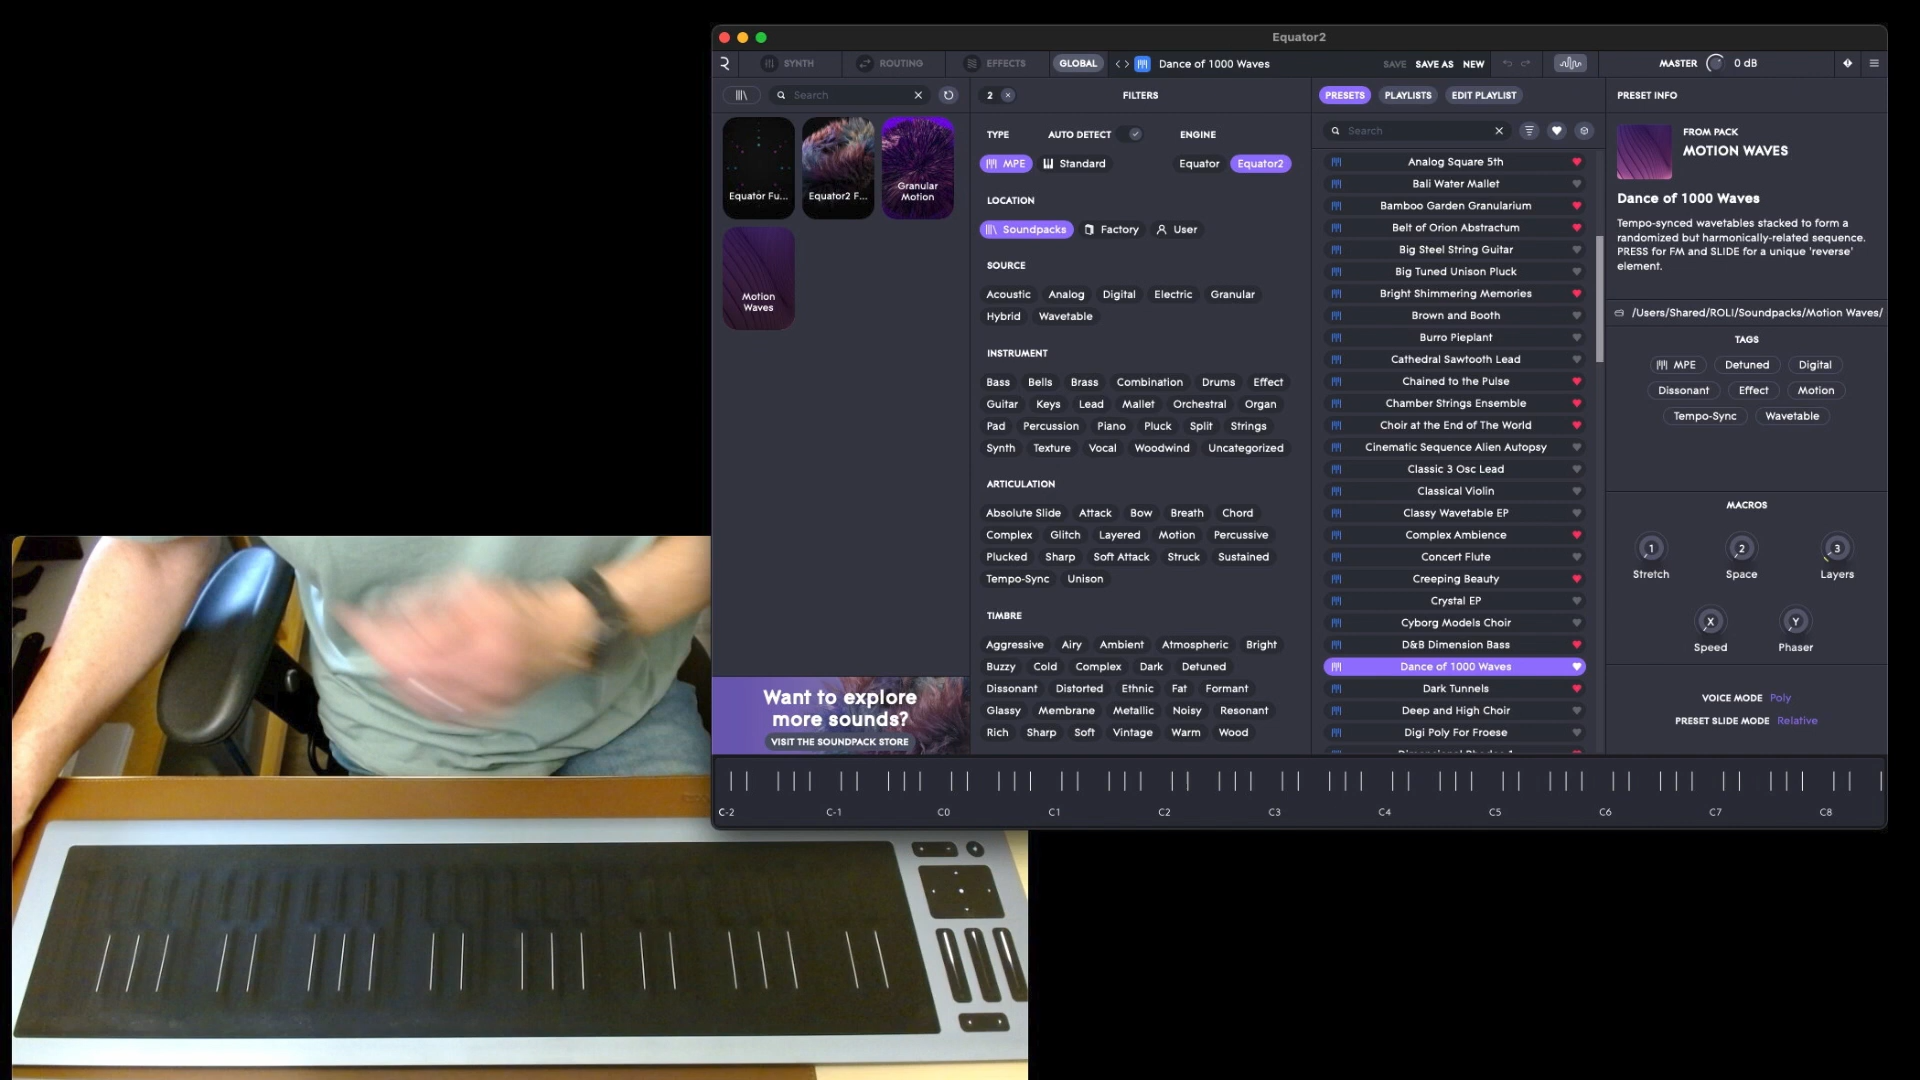 Equator2
SYNTH ROUTING EFFECTS GLOBAL Dance of 1000 Waves SAVE SAVE AS NEW MASTER 0 dB
Search
Equator Fu...
Equator2 F...
Granular
Motion
Motion
Waves
Want to explore
more sounds?
VISIT THE SOUNDPACK STORE
2 FILTERS
TYPE AUTO DETECT ENGINE
MPE Standard Equator Equator2
LOCATION
Soundpacks Factory User
SOURCE
Acoustic Analog Digital Electric Granular
Hybrid Wavetable
INSTRUMENT
Bass Bells Brass Combination Drums Effect
Guitar Keys Lead Mallet Orchestral Organ
Pad Percussion Piano Pluck Split Strings
Synth Texture Vocal Woodwind Uncategorized
ARTICULATION
Absolute Slide Attack Bow Breath Chord
Complex Glitch Layered Motion Percussive
Plucked Sharp Soft Attack Struck Sustained
Tempo-Sync Unison
TIMBRE
Aggressive Airy Ambient Atmospheric Bright
Buzzy Cold Complex Dark Detuned
Dissonant Distorted Ethnic Fat Formant
Glassy Membrane Metallic Noisy Resonant
Rich Sharp Soft Vintage Warm Wood
PRESETS PLAYLISTS EDIT PLAYLIST
Search
Analog Square 5th
Bali Water Mallet
Bamboo Garden Granularium
Belt of Orion Abstractum
Big Steel String Guitar
Big Tuned Unison Pluck
Bright Shimmering Memories
Brown and Booth
Burro Pieplant
Cathedral Sawtooth Lead
Chained to the Pulse
Chamber Strings Ensemble
Choir at the End of The World
Cinematic Sequence Alien Autopsy
Classic 3 Osc Lead
Classical Violin
Classy Wavetable EP
Complex Ambience
Concert Flute
Creeping Beauty
Crystal EP
Cyborg Models Choir
D&B Dimension Bass
Dance of 1000 Waves
Dark Tunnels
Deep and High Choir
Digi Poly For Froese
PRESET INFO
FROM PACK
MOTION WAVES
Dance of 1000 Waves
Tempo-synced wavetables stacked to form a
randomized but harmonically-related sequence.
PRESS for FM and SLIDE for a unique 'reverse'
element.
/Users/Shared/ROLI/Soundpacks/Motion Waves/
TAGS
MPE Detuned Digital
Dissonant Effect Motion
Tempo-Sync Wavetable
MACROS
1 2 3
Stretch Space Layers
X Y
Speed Phaser
VOICE MODE Poly
PRESET SLIDE MODE Relative
C-2 C-1 C0 C1 C2 C3 C4 C5 C6 C7 C8